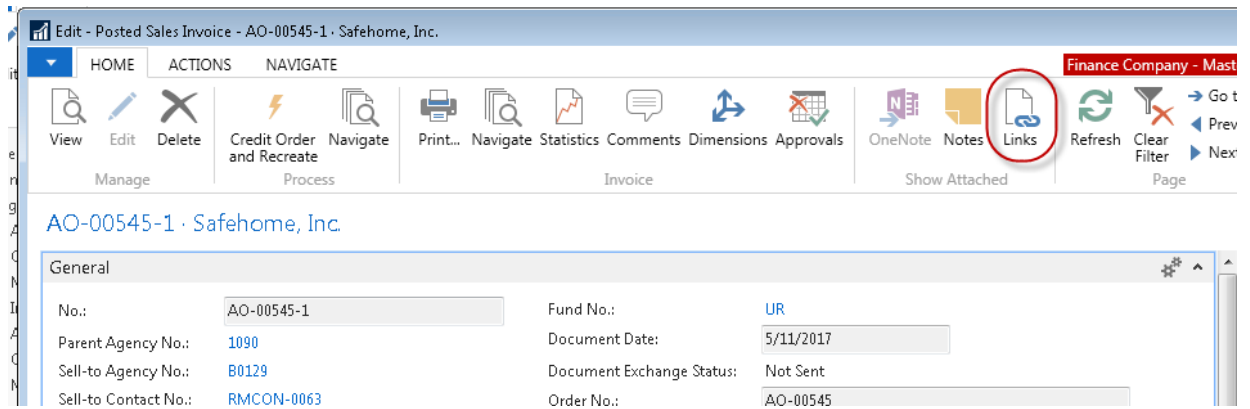 Edit - Posted Sales Invoice - AO-00545-1 · Safehome, Inc.
HOME ACTIONS NAVIGATE
Finance Company - Mast
View Edit Delete Credit Order and Recreate Navigate Print... Navigate Statistics Comments Dimensions Approvals OneNote Notes Links Refresh Clear Filter Go t
Prev
Next
Manage Process Invoice Show Attached Page
AO-00545-1 · Safehome, Inc.
General
No.: AO-00545-1 Fund No.: UR
Parent Agency No.: 1090 Document Date: 5/11/2017
Sell-to Agency No.: B0129 Document Exchange Status: Not Sent
Sell-to Contact No.: RMCON-0063 Order No.: AO-00545